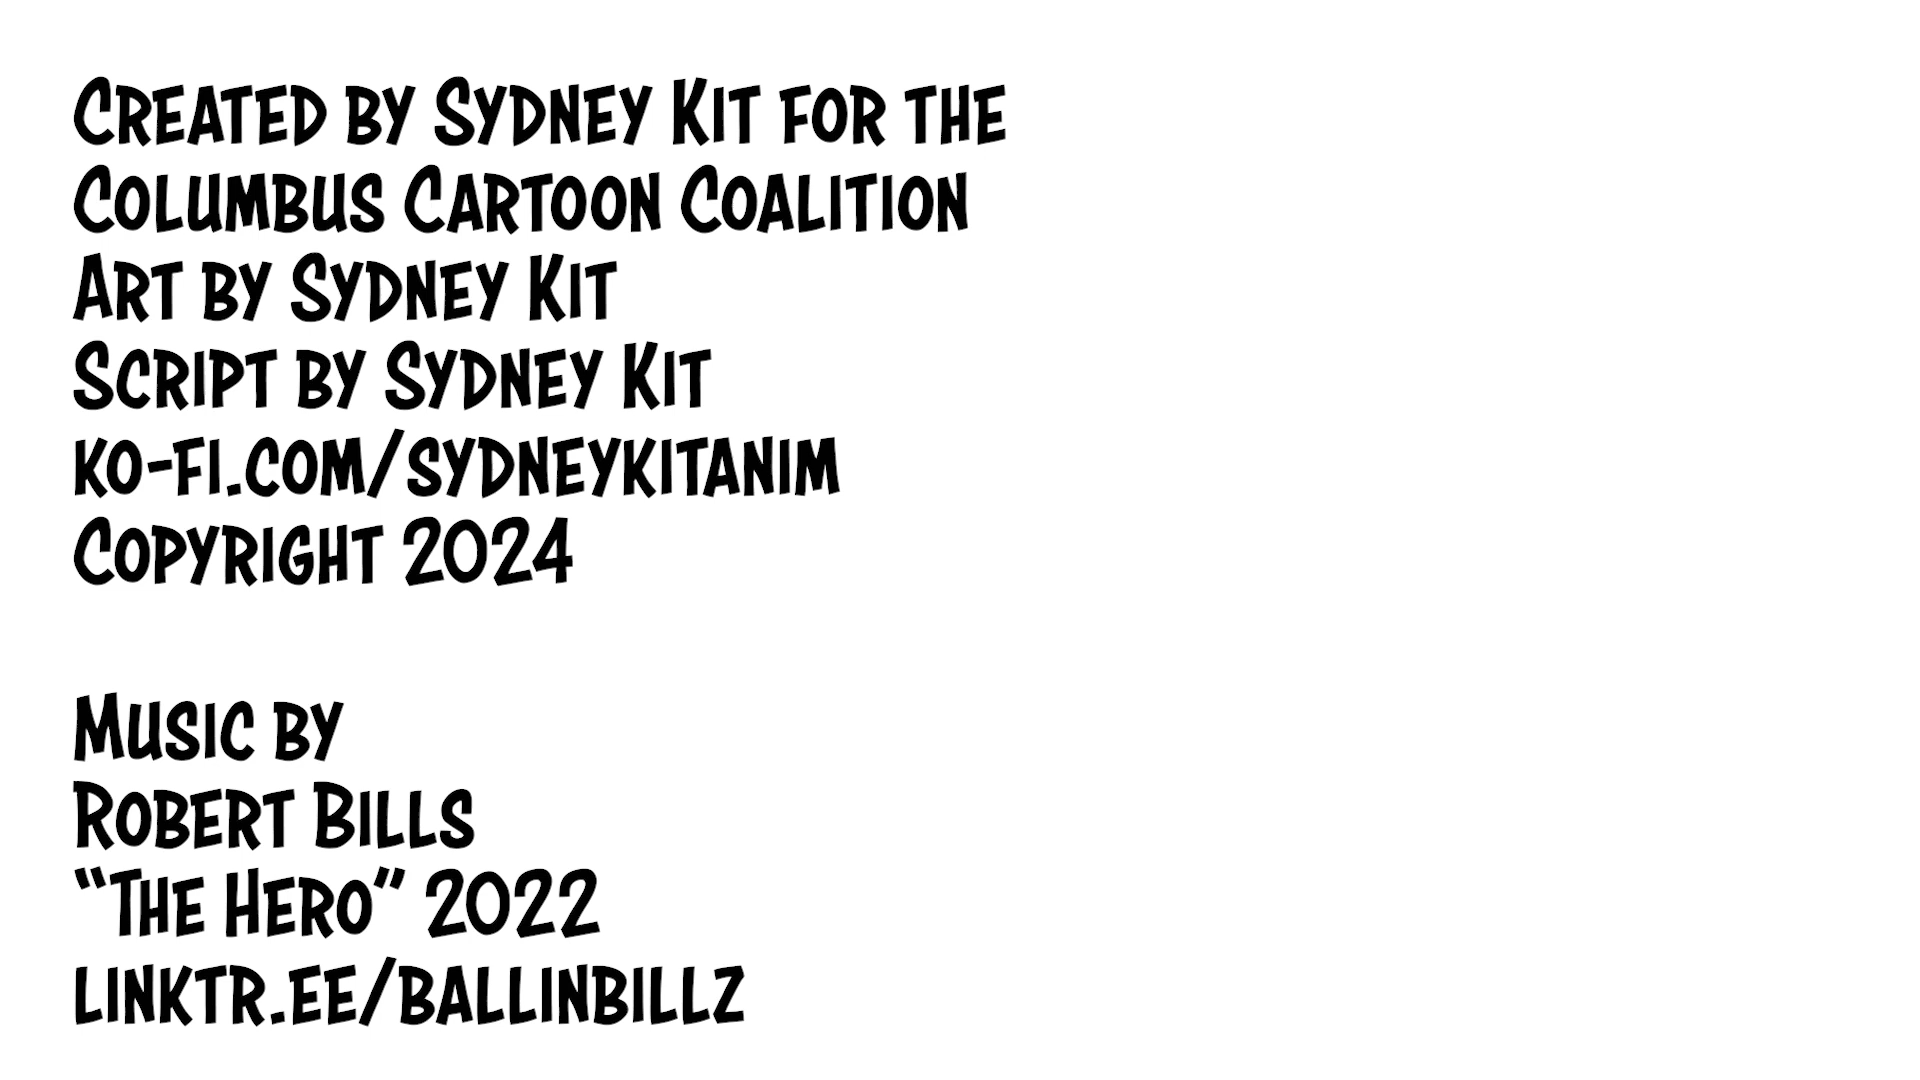 Created by Sydney Kit for the
Columbus Cartoon Coalition
Art by Sydney Kit
Script by Sydney Kit
ko-fi.com/sydneykitanim
Copyright 2024
Music by
Robert Bills
“The Hero” 2022
linktr.ee/ballinbillz